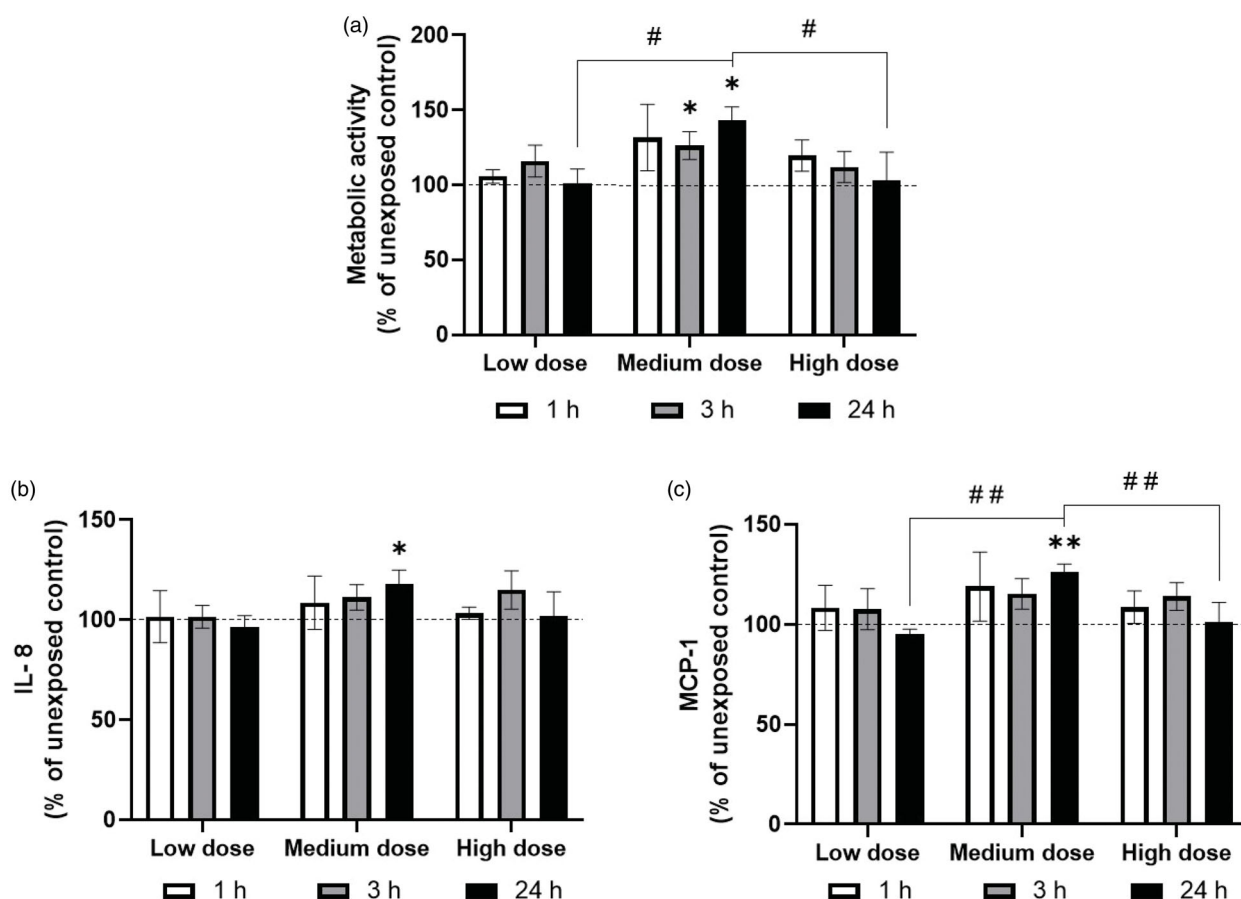 (a)
Metabolic activity
(% of unexposed control)
200
150
100
50
0
#
#
*
*
Low dose
Medium dose
High dose
1 h
3 h
24 h
(b)
IL- 8
(% of unexposed control)
150
100
50
0
*
Low dose
Medium dose
High dose
1 h
3 h
24 h
(c)
MCP-1
(% of unexposed control)
150
100
50
0
# #
# #
**
Low dose
Medium dose
High dose
1 h
3 h
24 h